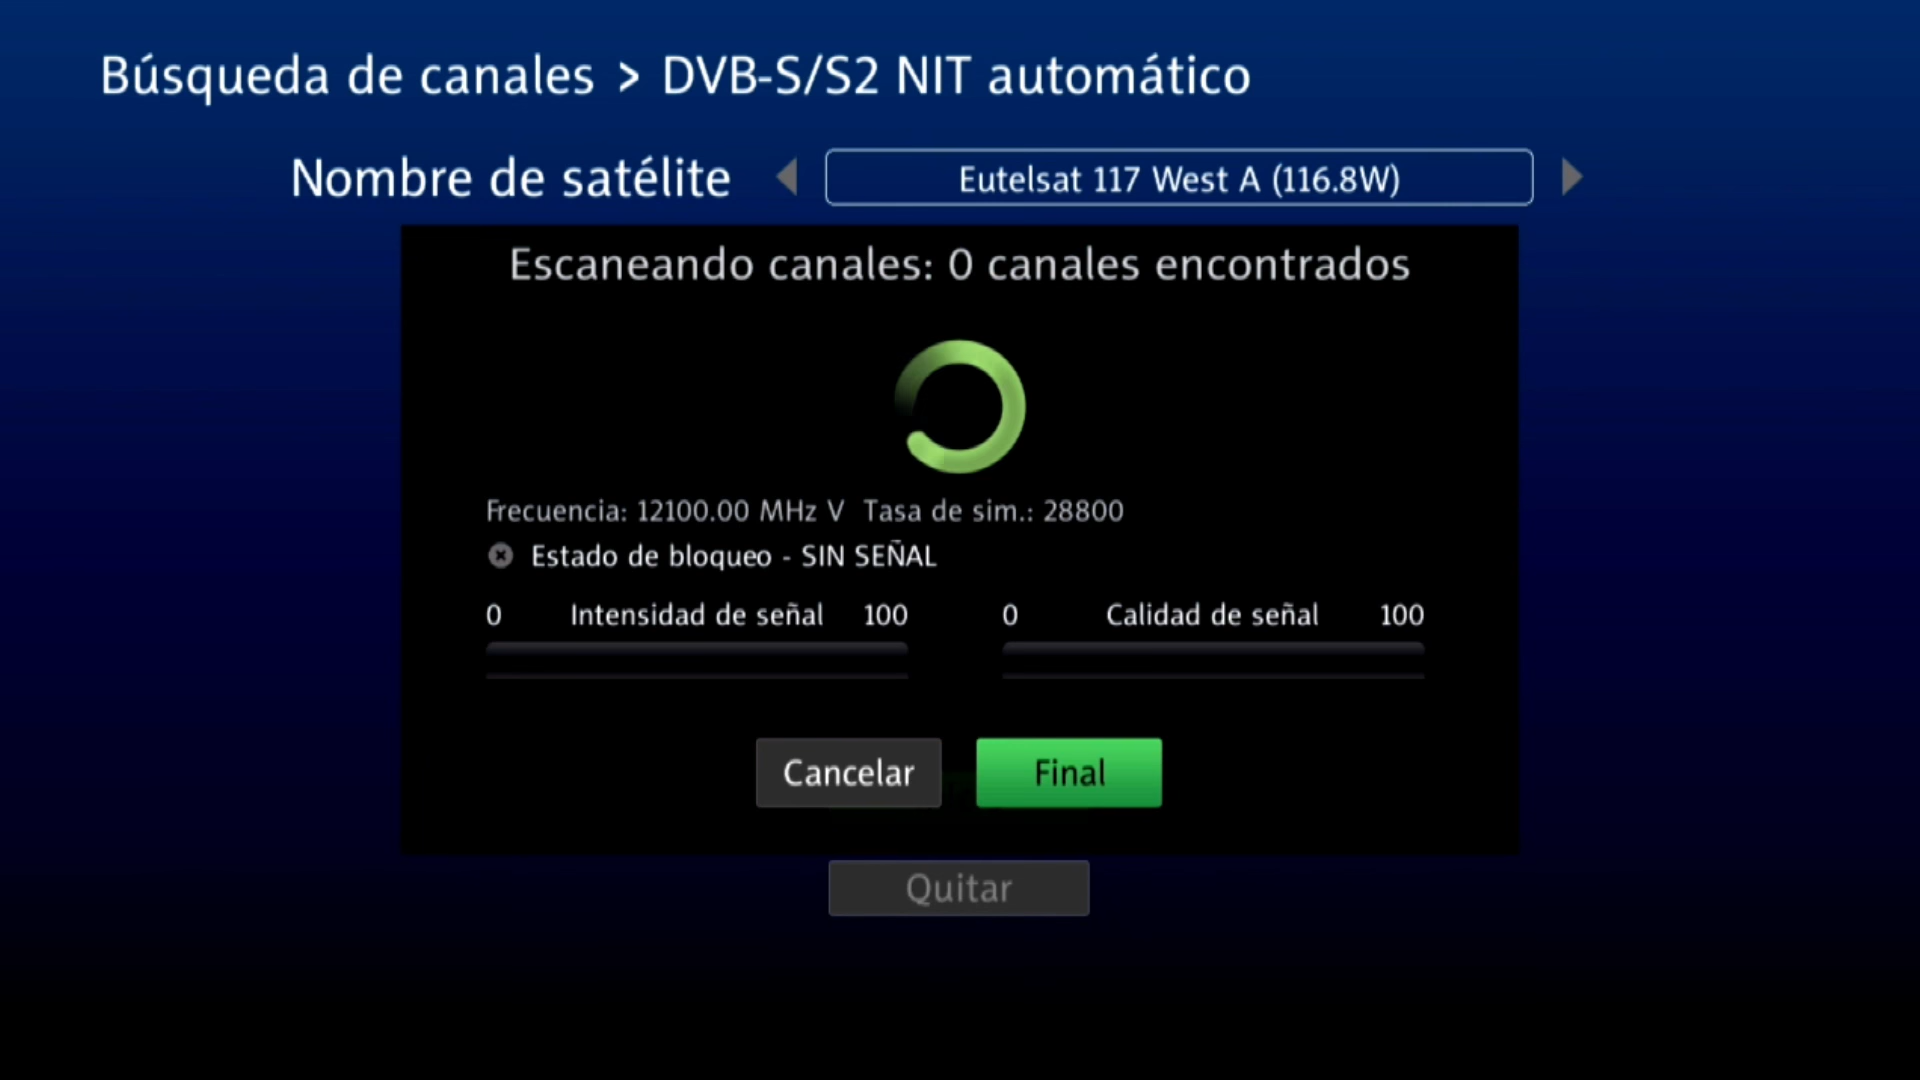 Búsqueda de canales > DVB-S/S2 NIT automático
Nombre de satélite
Eutelsat 117 West A (116.8W)
Escaneando canales: 0 canales encontrados
Frecuencia: 12100.00 MHz V Tasa de sim.: 28800
Estado de bloqueo - SIN SEÑAL
0 Intensidad de señal 100 0 Calidad de señal 100
Cancelar Final
Quitar